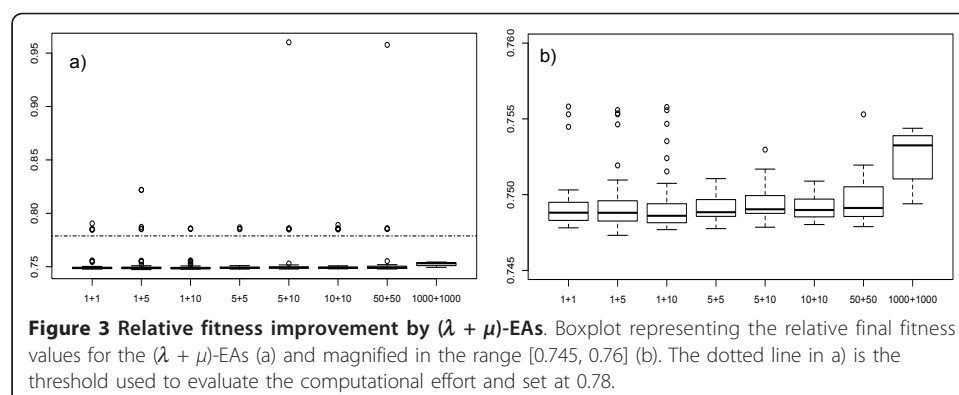 a)
0.95
0.90
0.85
0.80
0.75
1+1 1+5 1+10 5+5 5+10 10+10 50+50 1000+1000
b)
0.760
0.755
0.750
0.745
1+1 1+5 1+10 5+5 5+10 10+10 50+50 1000+1000
Figure 3 Relative fitness improvement by (λ + μ)-EAs. Boxplot representing the relative final fitness
values for the (λ + μ)-EAs (a) and magnified in the range [0.745, 0.76] (b). The dotted line in a) is the
threshold used to evaluate the computational effort and set at 0.78.